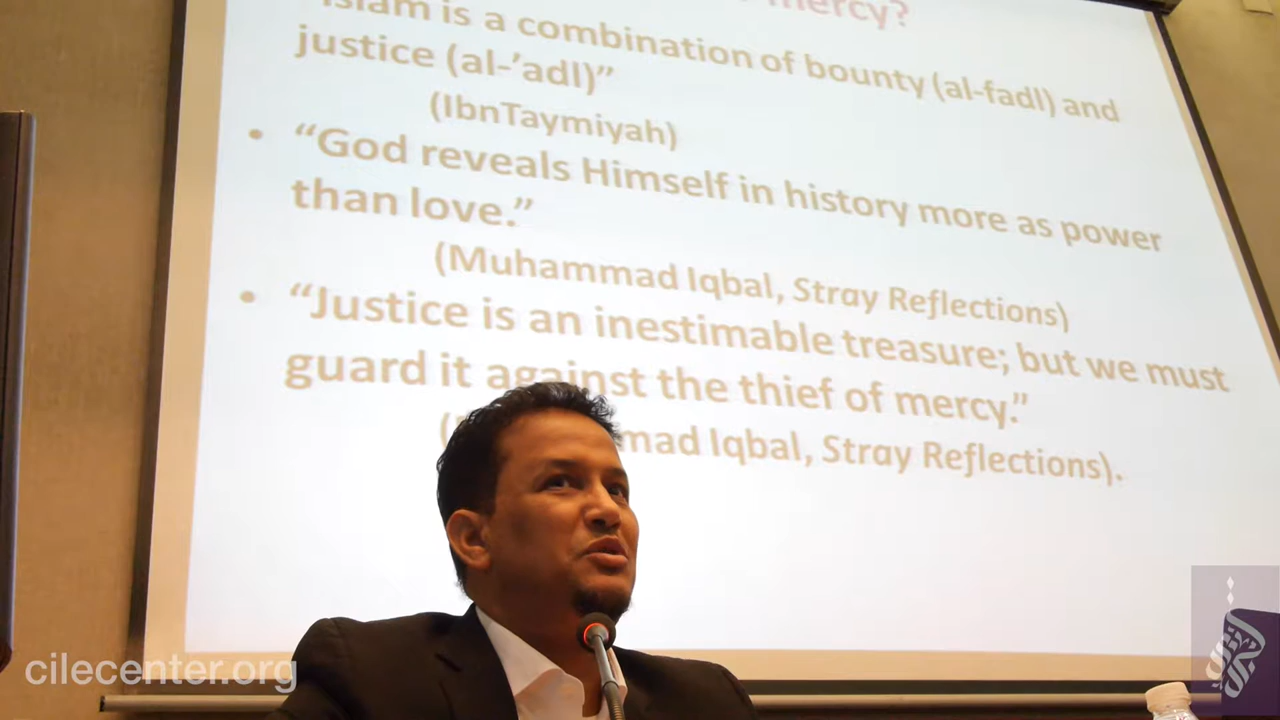 mercy?
Islam is a combination of bounty (al-fadl) and
justice (al-’adl)”
(IbnTaymiyah)
• “God reveals Himself in history more as power
than love.”
(Muhammad Iqbal, Stray Reflections)
• “Justice is an inestimable treasure; but we must
guard it against the thief of mercy.”
mad Iqbal, Stray Reflections).
cilecenter.org